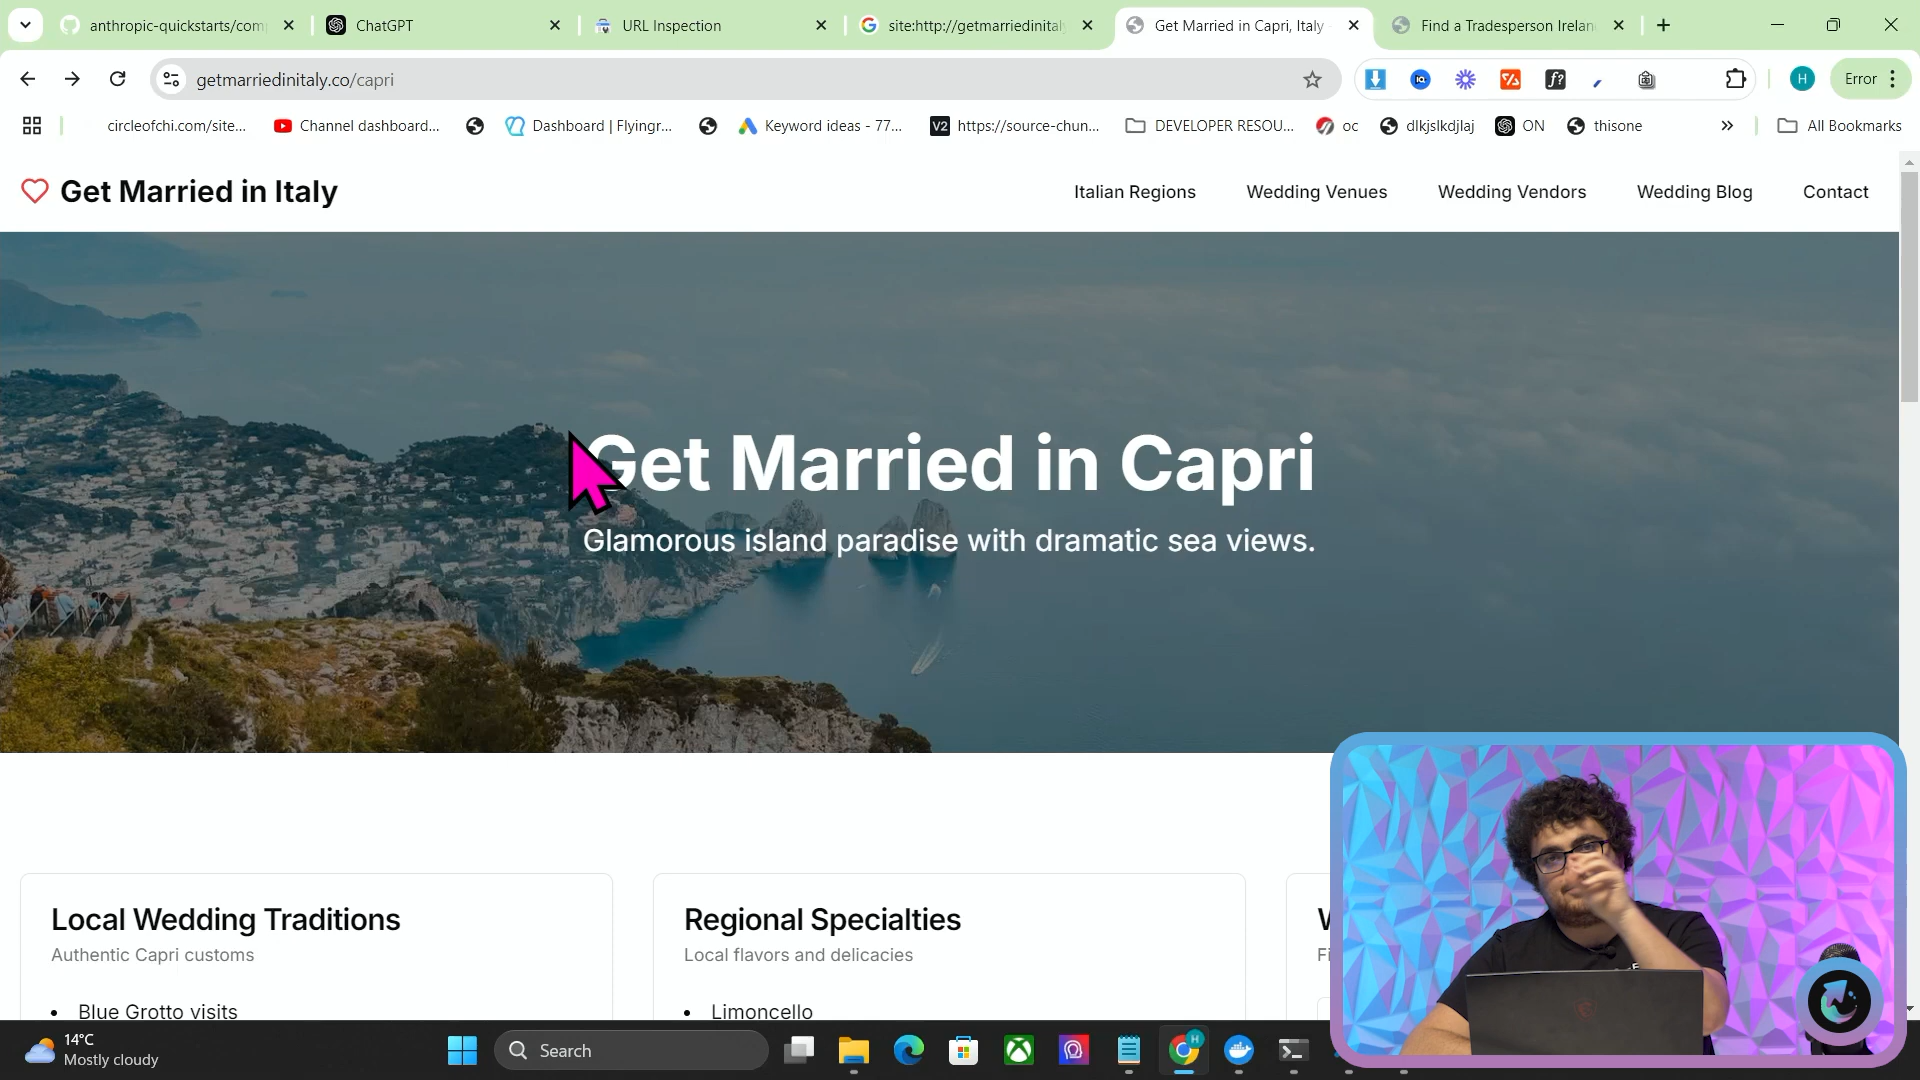 anthropic-quickstarts/com
ChatGPT
URL Inspection
site:http://getmarriedinital
Get Married in Capri, Italy
Find a Tradesperson Irelan
getmarriedinitaly.co/capri
H
Error
circleofchi.com/site...
Channel dashboard...
Dashboard | Flyingr...
Keyword ideas - 77...
V2
https://source-chun...
DEVELOPER RESOU...
oc
dlkjslkdjlaj
ON
thisone
All Bookmarks
Get Married in Italy
Italian Regions
Wedding Venues
Wedding Vendors
Wedding Blog
Contact
Get Married in Capri
Glamorous island paradise with dramatic sea views.
Local Wedding Traditions
Authentic Capri customs
Blue Grotto visits
Regional Specialties
Local flavors and delicacies
Limoncello
14°C
Mostly cloudy
Search